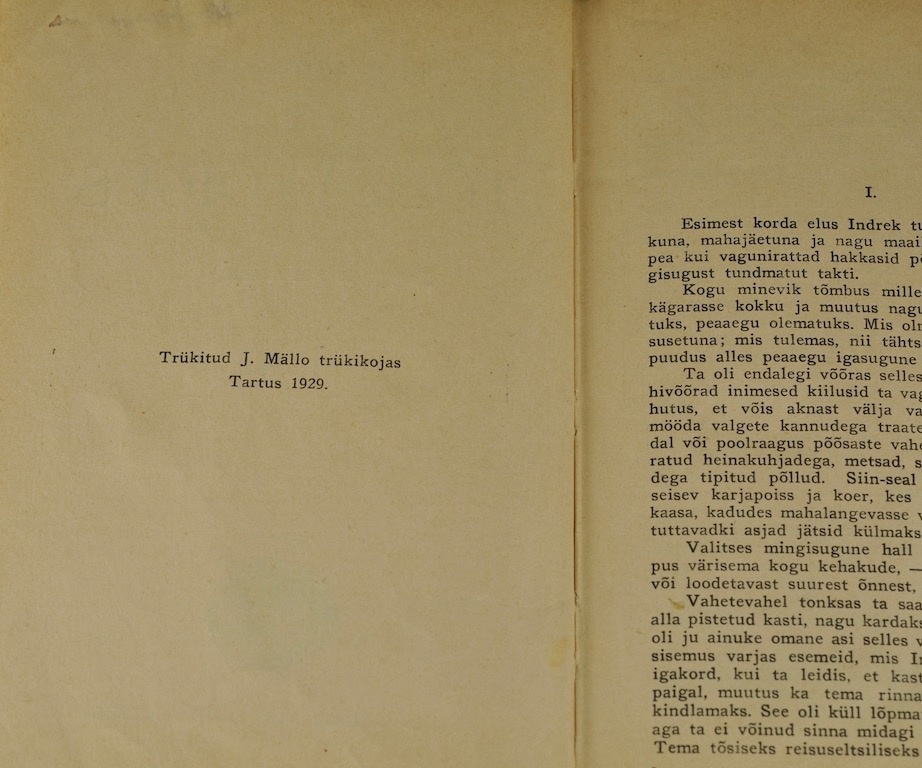 Trükitud J. Mällo trükikojas
Tartus 1929.
I.
Esimest korda elus Indrek
kuna, mahajäetuna ja nagu
pea kui vagunirattad hakkasid
gisugust tundmatut takti.
Kogu minevik tõmbus
kägarasse kokku ja muutus
tuks, peaaegu olematuks. Mis
susetuna; mis tulemas, nii
puudus alles peaaegu igasugune
Ta oli endalegi võõras
hivõõrad inimesed kiilusid ta
hutus, et võis aknast välja
mööda valgete kannudega
dal või poolraagus põõsaste
ratud heinakuhjadega, metsad,
dega tipitud põllud. Siin-seal
seisev karjapoiss ja koer, kes
kaasa, kadudes mahalangevasse
tuttavadki asjad jätsid külmaks
Valitses mingisugune hall
pus värisema kogu kehakude, —
või loodetavast suurest õnnest,
Vahetevahel tonksas ta
alla pistetud kasti, nagu
oli ju ainuke omane asi selles
sisemus varjas esemeid, mis
igakord, kui ta leidis, et
paigal, muutus ka tema
kindlamaks. See oli küll
aga ta ei võinud sinna midagi
Tema tõsiseks reisuseltsiliseks